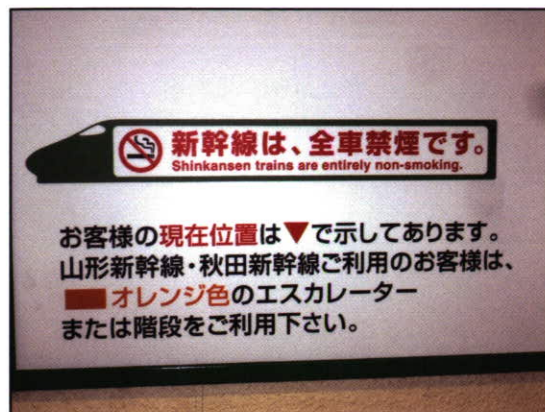 新幹線は、全車禁煙です。
Shinkansen trains are entirely non-smoking.
お客様の現在位置は▼で示してあります。
山形新幹線・秋田新幹線ご利用のお客様は、
オレンジ色のエスカレーター
または階段をご利用下さい。